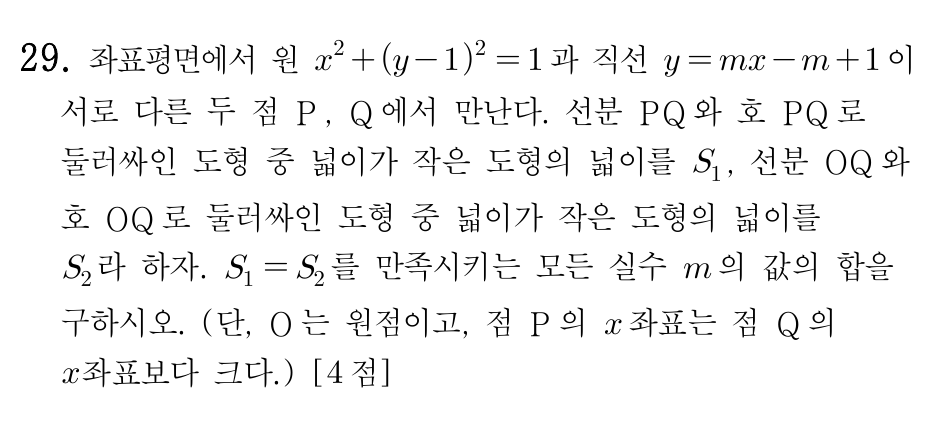 29. 좌표평면에서 원 $x^2+(y-1)^2=1$과 직선 $y=mx-m+1$이
서로 다른 두 점 P, Q에서 만난다. 선분 PQ와 호 PQ로
둘러싸인 도형 중 넓이가 작은 도형의 넓이를 $S_1$, 선분 OQ와
호 OQ로 둘러싸인 도형 중 넓이가 작은 도형의 넓이를
$S_2$라 하자. $S_1=S_2$를 만족시키는 모든 실수 $m$의 값의 합을
구하시오. (단, O는 원점이고, 점 P의 $x$좌표는 점 Q의
$x$좌표보다 크다.) [4점]